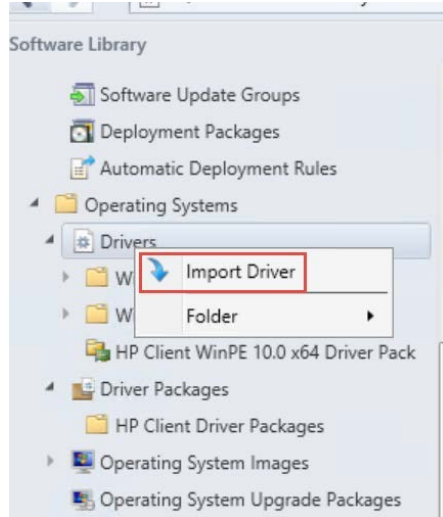 Software Library
Software Update Groups
Deployment Packages
Automatic Deployment Rules
Operating Systems
Drivers
W
Import Driver
W
Folder
HP Client WinPE 10.0 x64 Driver Pack
Driver Packages
HP Client Driver Packages
Operating System Images
Operating System Upgrade Packages